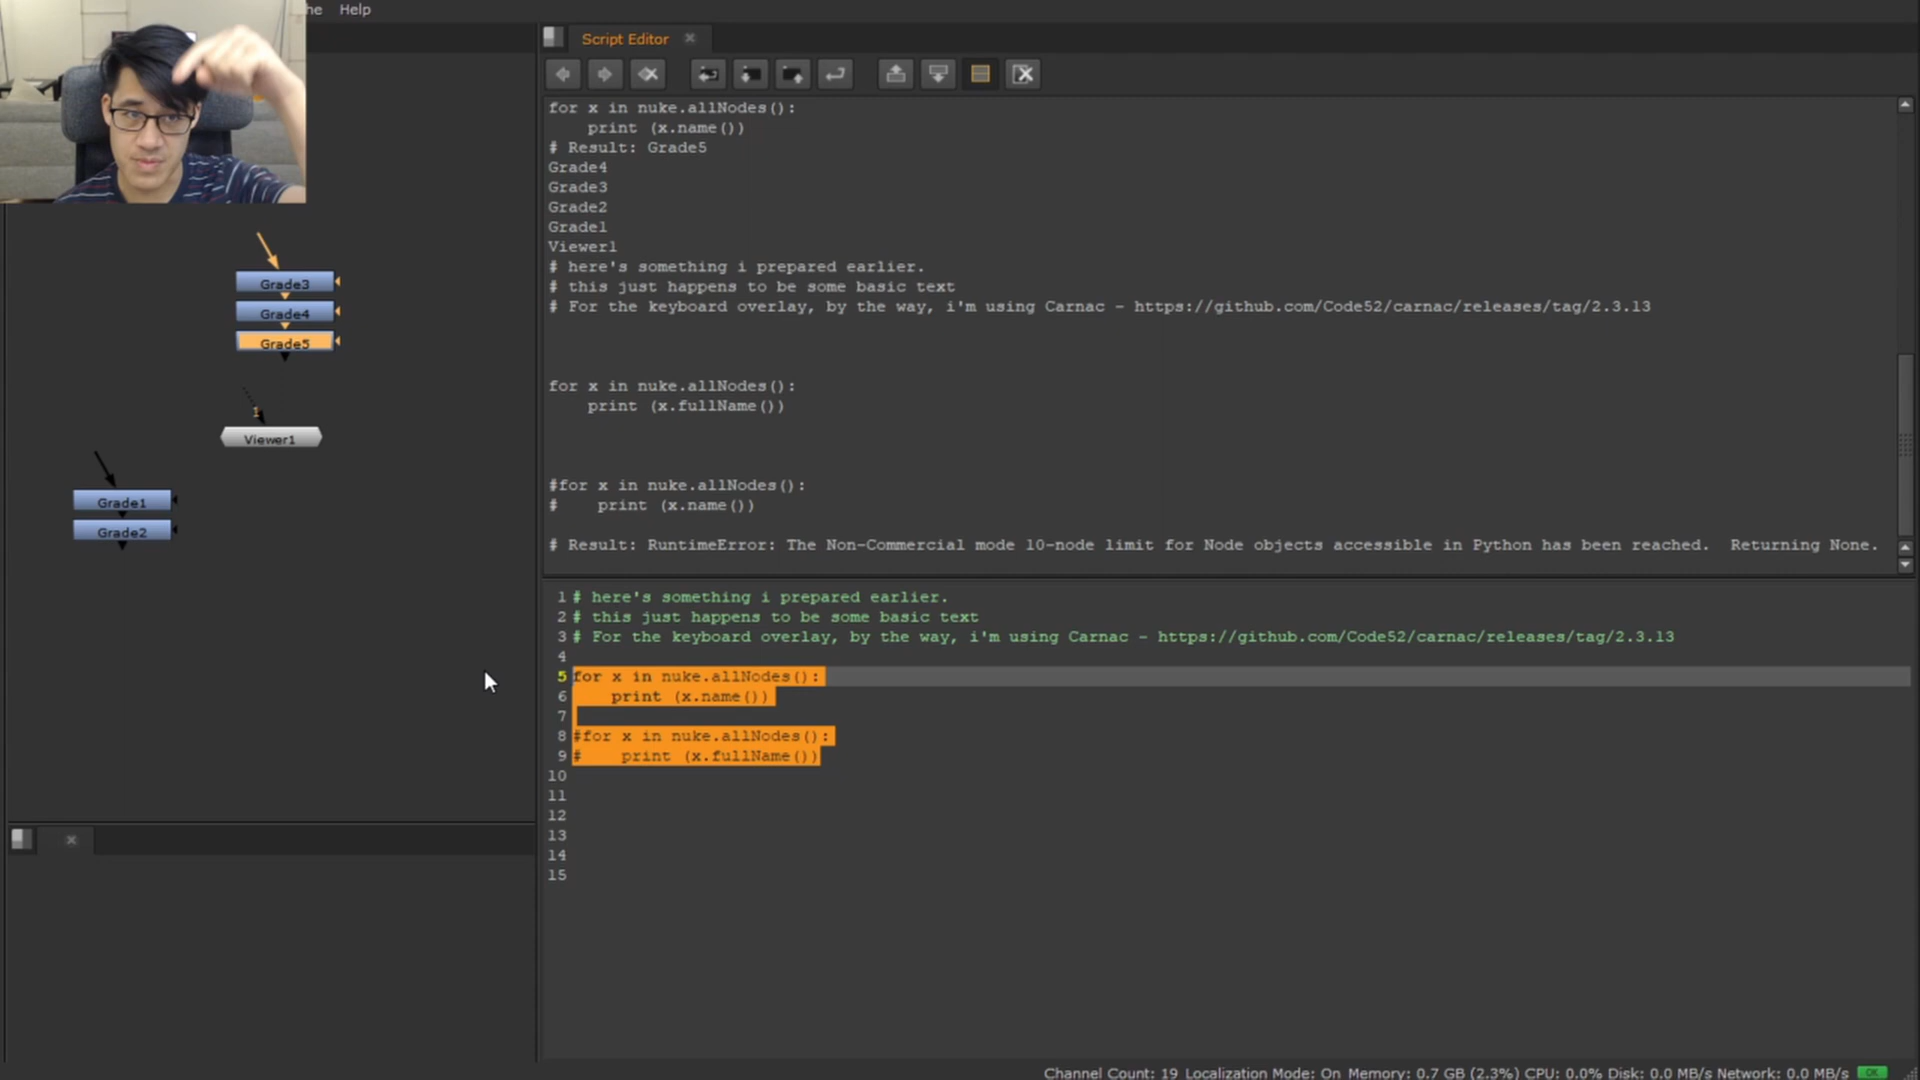 he Help
Script Editor
for x in nuke.allNodes():
    print (x.name())
# Result: Grade5
Grade4
Grade3
Grade2
Grade1
Viewer1
# here's something i prepared earlier.
# this just happens to be some basic text
# For the keyboard overlay, by the way, i'm using Carnac - https://github.com/Code52/carnac/releases/tag/2.3.13
for x in nuke.allNodes():
    print (x.fullName())
#for x in nuke.allNodes():
#    print (x.name())
# Result: RuntimeError: The Non-Commercial mode 10-node limit for Node objects accessible in Python has been reached.  Returning None.
Grade3
Grade4
Grade5
1
Viewer1
Grade1
Grade2
1 # here's something i prepared earlier.
2 # this just happens to be some basic text
3 # For the keyboard overlay, by the way, i'm using Carnac - https://github.com/Code52/carnac/releases/tag/2.3.13
4
5 for x in nuke.allNodes():
6     print (x.name())
7
8 #for x in nuke.allNodes():
9 #    print (x.fullName())
10
11
12
13
14
15
Channel Count: 19 Localization Mode: On Memory: 0.7 GB (2.3%) CPU: 0.0% Disk: 0.0 MB/s Network: 0.0 MB/s OK